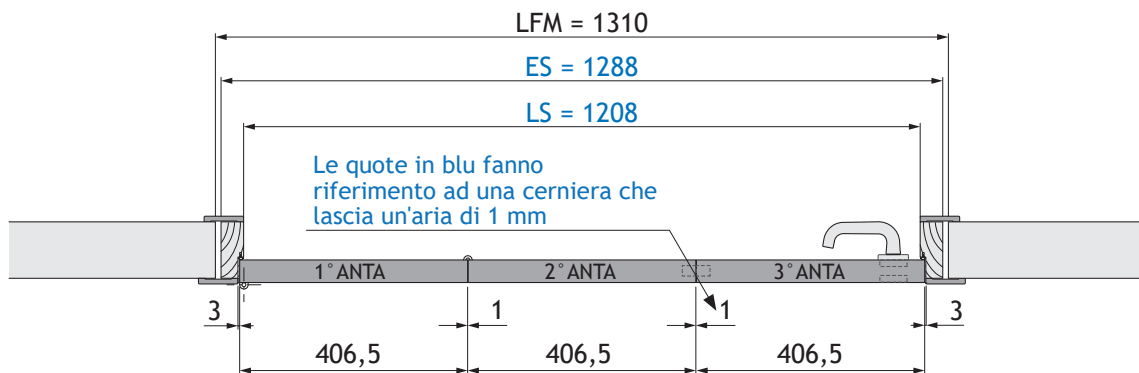 LFM = 1310
ES = 1288
LS = 1208
Le quote in blu fanno
riferimento ad una cerniera che
lascia un'aria di 1 mm
1° ANTA
2° ANTA
3° ANTA
3
1
1
3
406,5
406,5
406,5